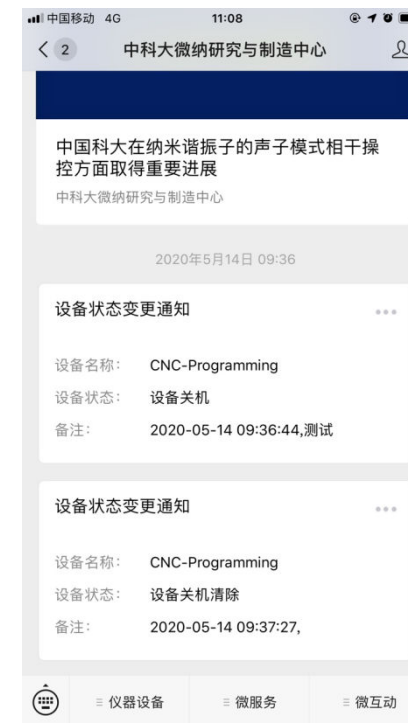 中国移动 4G 11:08
2 中科大微纳研究与制造中心
中国科大在纳米谐振子的声子模式相干操
控方面取得重要进展
中科大微纳研究与制造中心
2020年5月14日 09:36
设备状态变更通知
设备名称: CNC-Programming
设备状态: 设备关机
备注: 2020-05-14 09:36:44,测试
设备状态变更通知
设备名称: CNC-Programming
设备状态: 设备关机清除
备注: 2020-05-14 09:37:27,
仪器设备 微服务 微互动